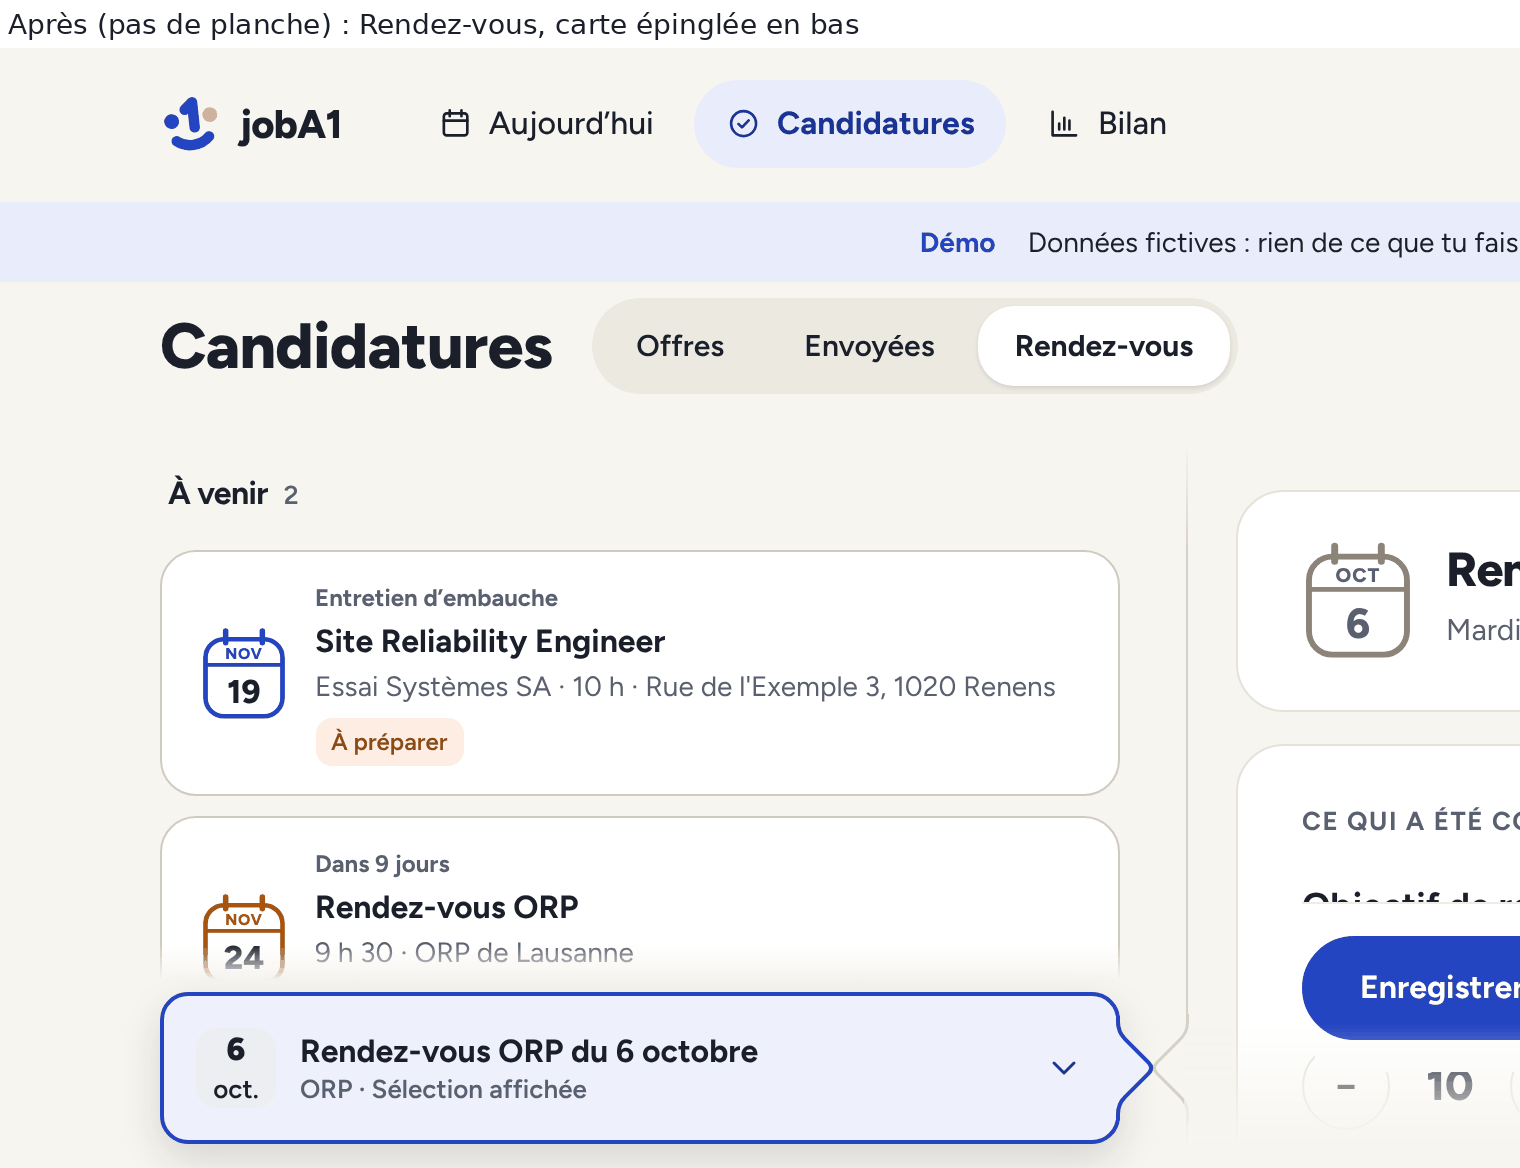 Après (pas de planche) : Rendez-vous, carte épinglée en bas
jobA1
Aujourd’hui
Candidatures
Bilan
Démo Données fictives : rien de ce que tu fais
Candidatures
Offres
Envoyées
Rendez-vous
À venir 2
Entretien d’embauche
NOV
19
Site Reliability Engineer
Essai Systèmes SA · 10 h · Rue de l'Exemple 3, 1020 Renens
À préparer
Dans 9 jours
NOV
24
Rendez-vous ORP
9 h 30 · ORP de Lausanne
6
oct.
Rendez-vous ORP du 6 octobre
ORP · Sélection affichée
OCT
6
Mardi
CE QUI A ÉTÉ
Enregistrer
– 10